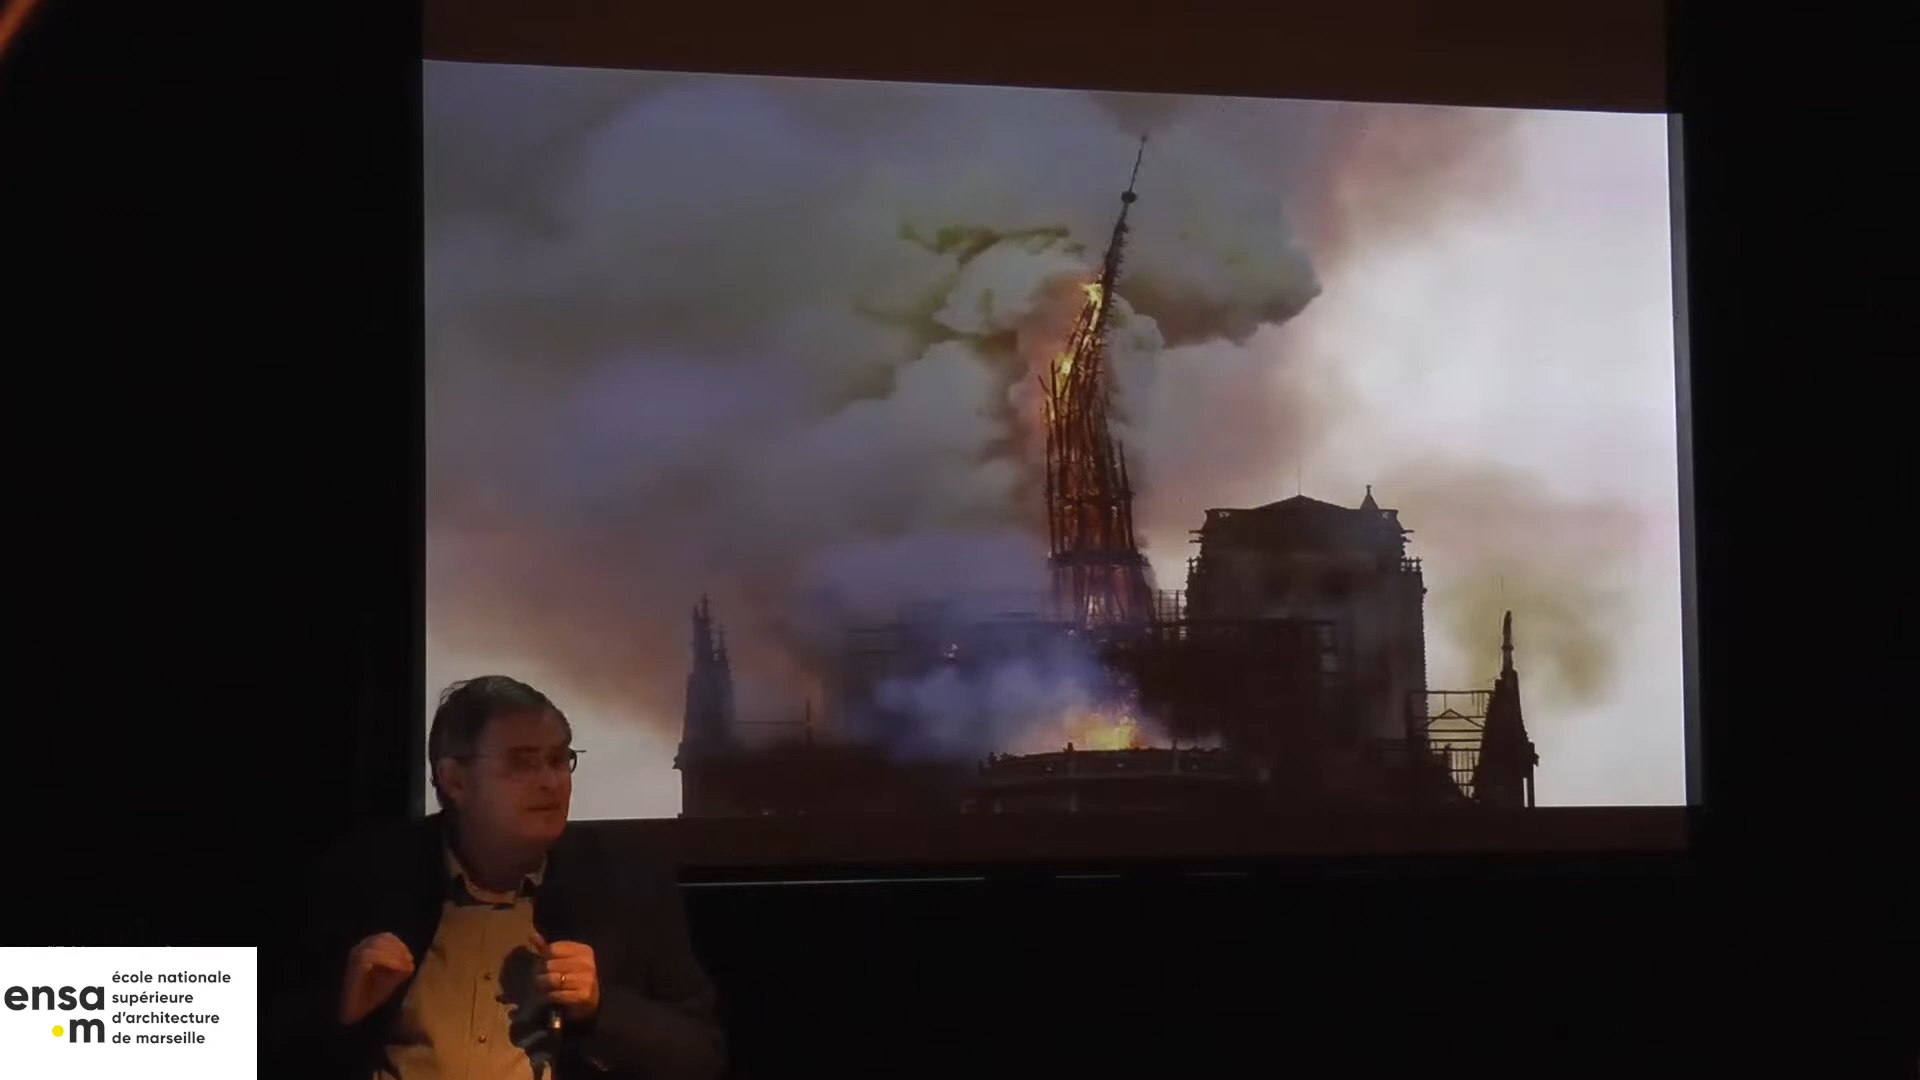 ensa
•m
école nationale
supérieure
d'architecture
de marseille